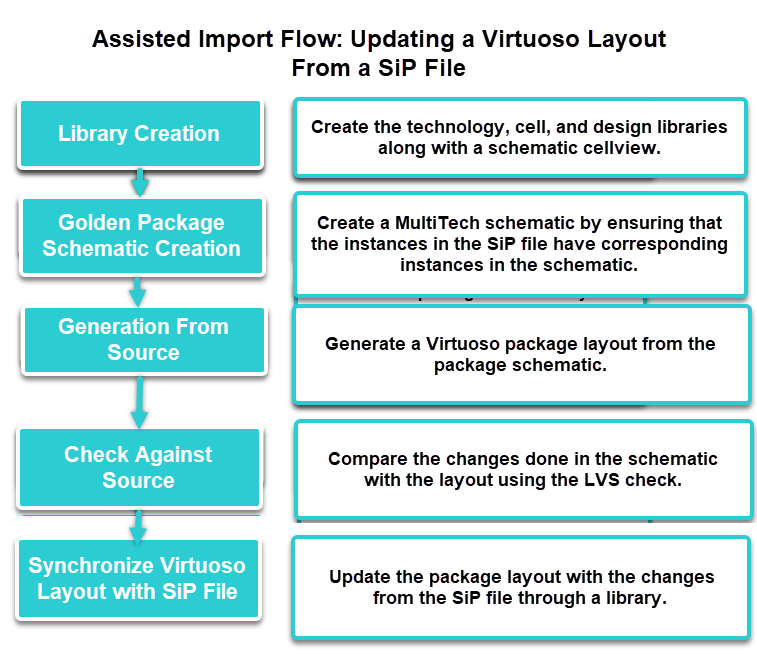 Assisted Import Flow: Updating a Virtuoso Layout
From a SiP File
Library Creation
Create the technology, cell, and design libraries
along with a schematic cellview.
Golden Package
Schematic Creation
Create a MultiTech schematic by ensuring that
the instances in the SiP file have corresponding
instances in the schematic.
Generation From
Source
Generate a Virtuoso package layout from the
package schematic.
Check Against
Source
Compare the changes done in the schematic
with the layout using the LVS check.
Synchronize Virtuoso
Layout with SiP File
Update the package layout with the changes
from the SiP file through a library.